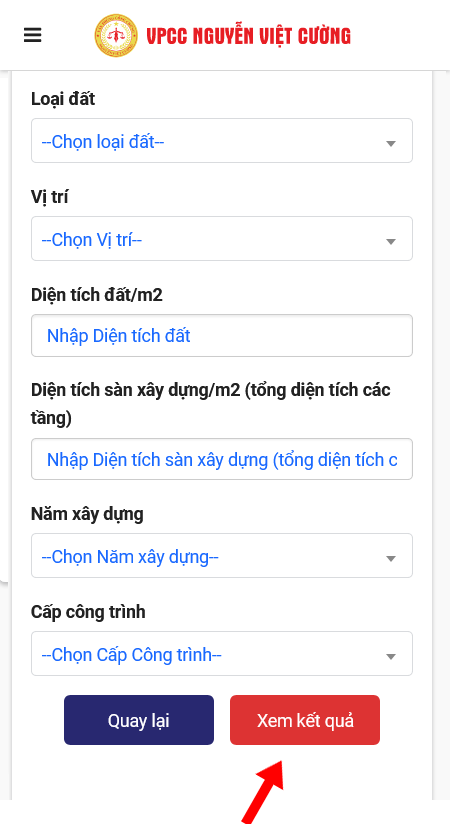 VPCC NGUYỄN VIỆT CƯỜNG
Loại đất
--Chọn loại đất--
Vị trí
--Chọn Vị trí--
Diện tích đất/m2
Nhập Diện tích đất
Diện tích sàn xây dựng/m2 (tổng diện tích các
tầng)
Nhập Diện tích sàn xây dựng (tổng diện tích c
Năm xây dựng
--Chọn Năm xây dựng--
Cấp công trình
--Chọn Cấp Công trình--
Quay lại
Xem kết quả